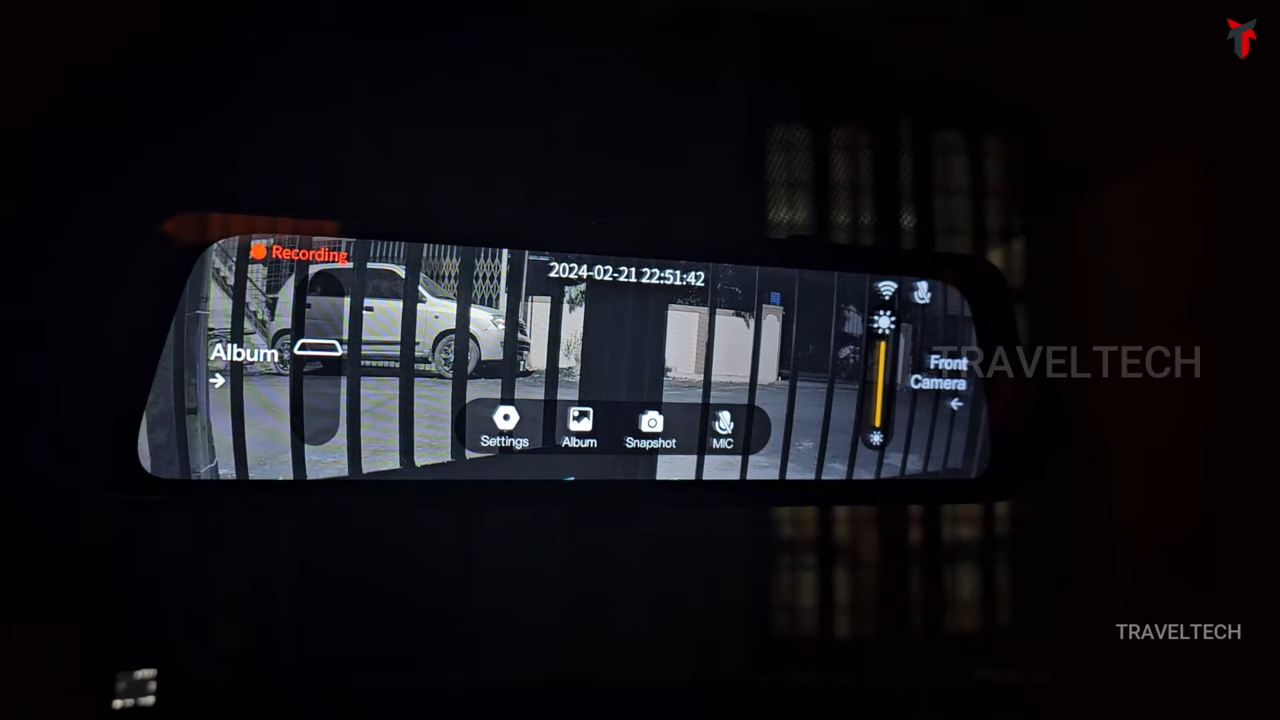 Recording
2024-02-21 22:51:42
Album
Front
Camera
TRAVELTECH
Settings
Album
Snapshot
MIC
TRAVELTECH